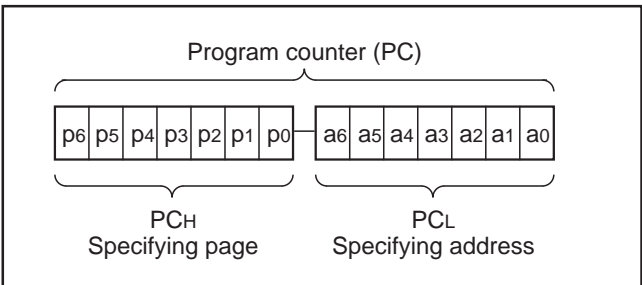 Program counter (PC)
p6 p5 p4 p3 p2 p1 p0 a6 a5 a4 a3 a2 a1 a0
PCH PCL
Specifying page Specifying address